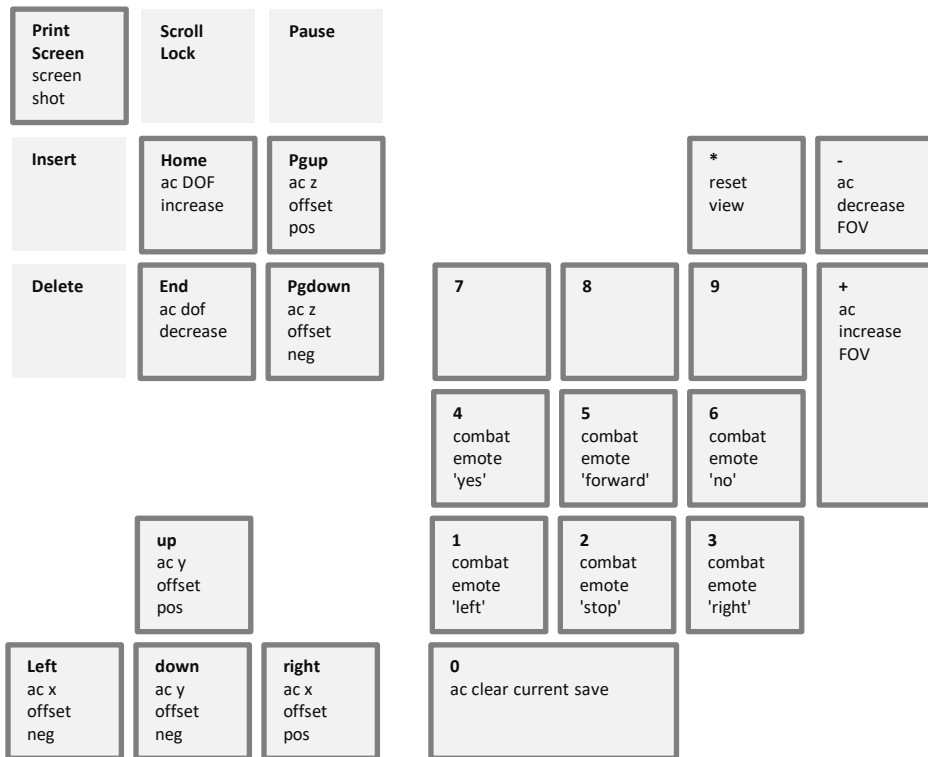 Print
Screen
screen
shot
Scroll
Lock
Pause
Insert
Home
ac DOF
increase
Pgup
ac z
offset
pos
*
reset
view
-
ac
decrease
FOV
Delete
End
ac dof
decrease
Pgdown
ac z
offset
neg
7
8
9
+
ac
increase
FOV
4
combat
emote
'yes'
5
combat
emote
'forward'
6
combat
emote
'no'
up
ac y
offset
pos
1
combat
emote
'left'
2
combat
emote
'stop'
3
combat
emote
'right'
Left
ac x
offset
neg
down
ac y
offset
neg
right
ac x
offset
pos
0
ac clear current save